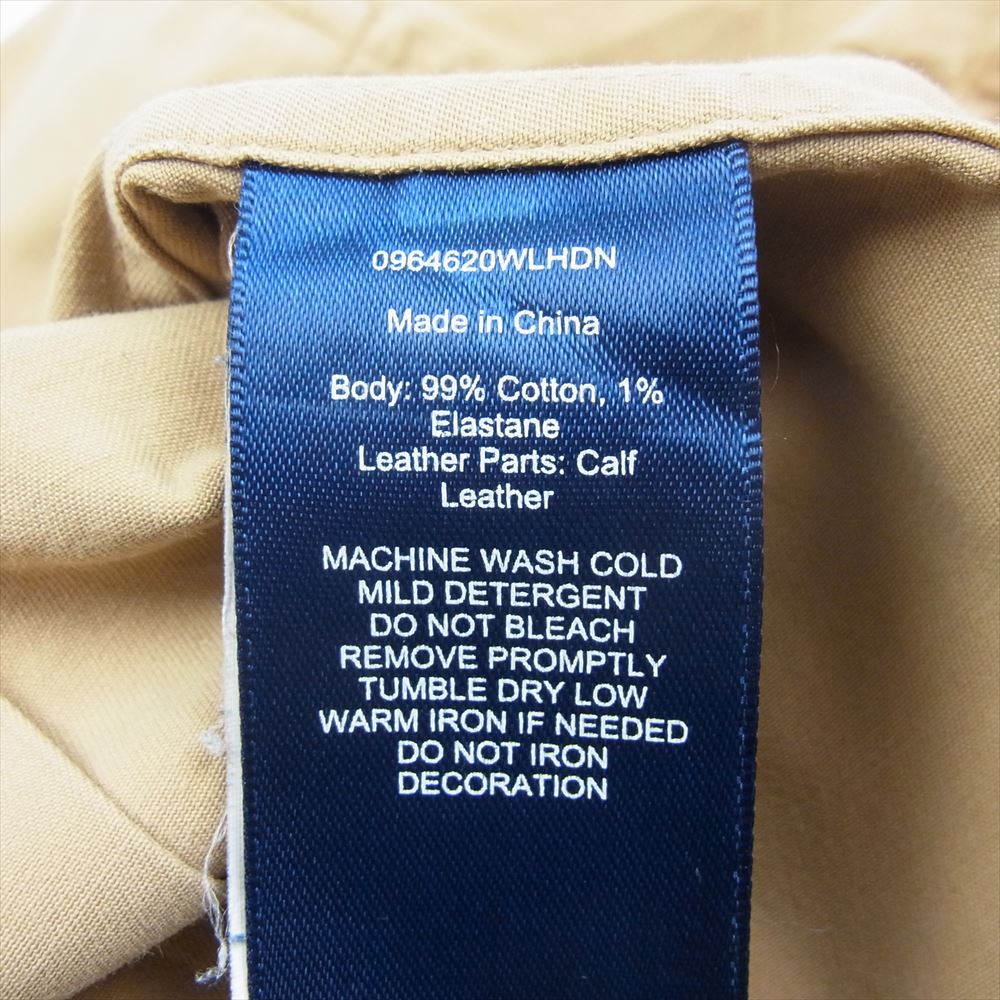 0964620WLHDN
Made in China
Body: 99% Cotton, 1%
Elastane
Leather Parts: Calf
Leather
MACHINE WASH COLD
MILD DETERGENT
DO NOT BLEACH
REMOVE PROMPTLY
TUMBLE DRY LOW
WARM IRON IF NEEDED
DO NOT IRON
DECORATION